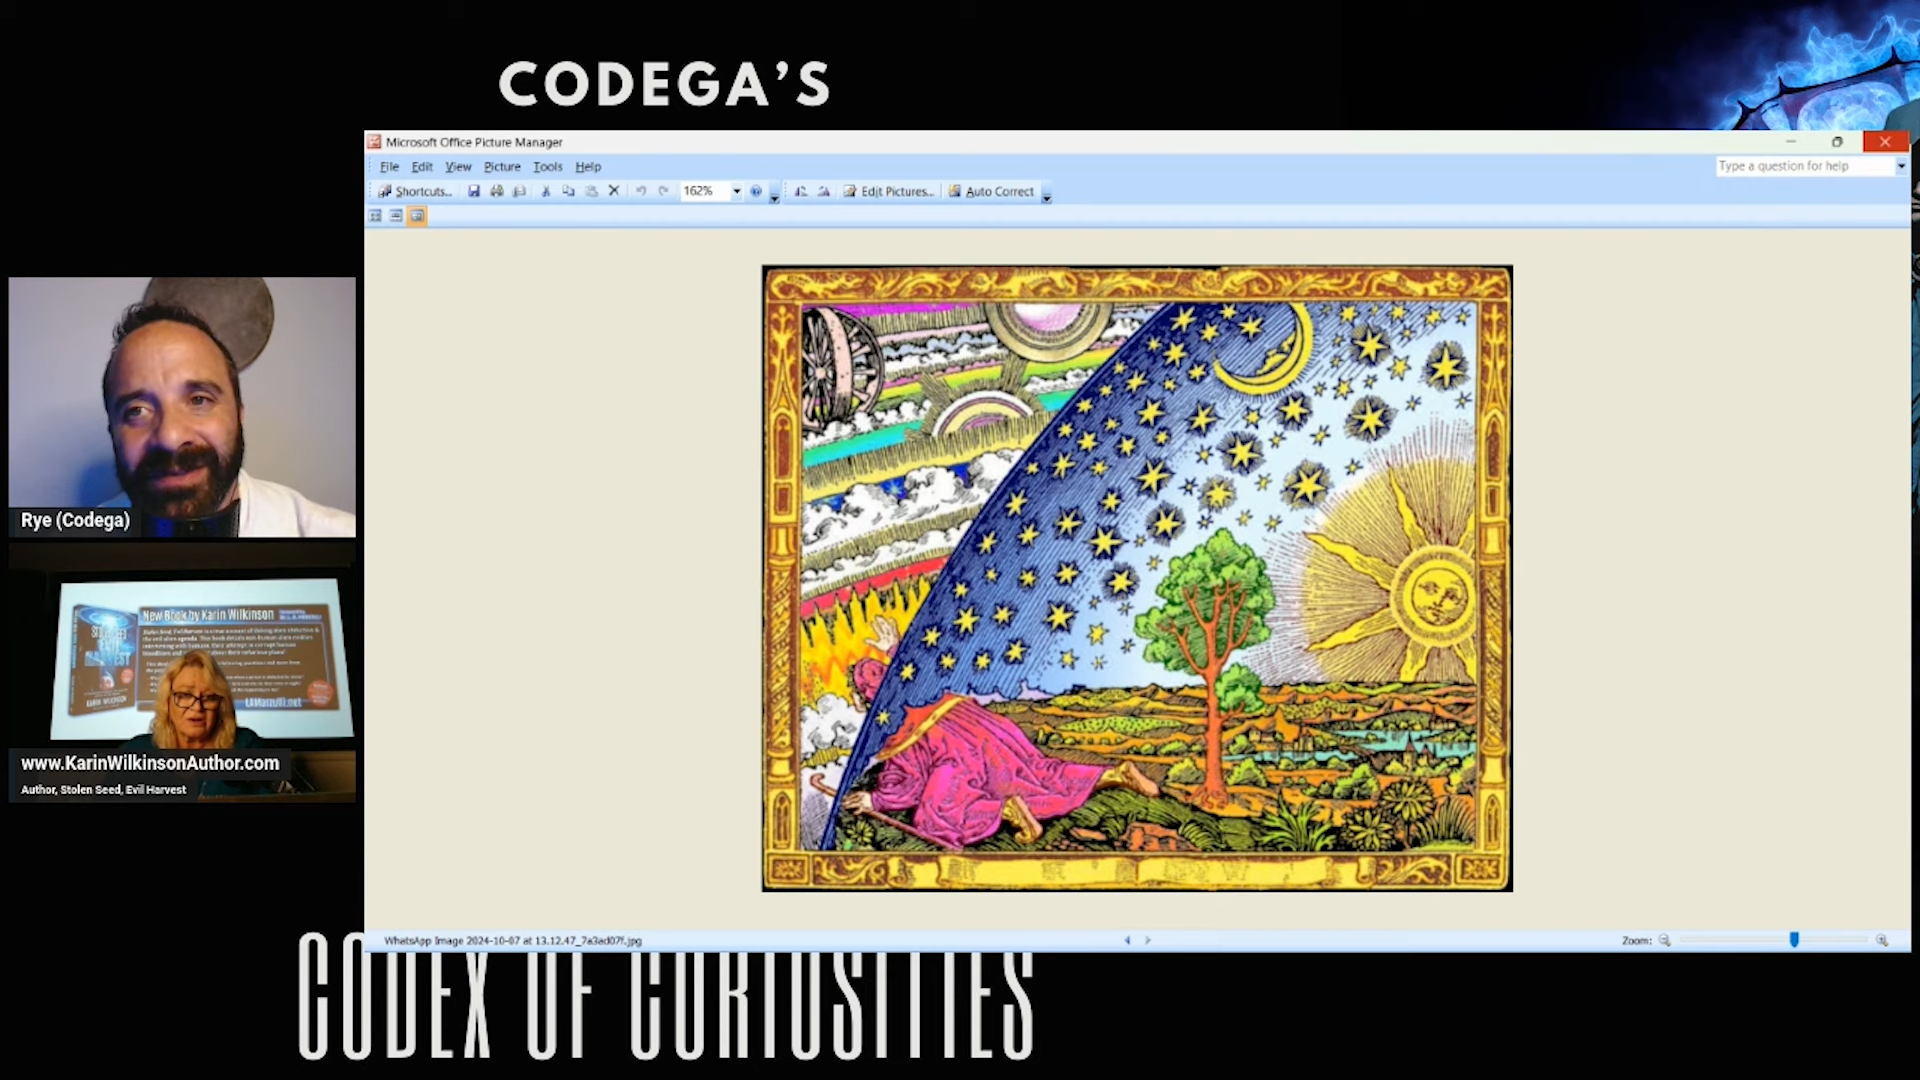 CODEGA'S
Microsoft Office Picture Manager
File Edit View Picture Tools Help
Type a question for help
Shortcuts... 162% Edit Pictures... Auto Correct
Rye (Codega)
New Book by Karin Wilkinson
www.KarinWilkinsonAuthor.com
Author, Stolen Seed, Evil Harvest
WhatsApp Image 2024-10-07 at 13.12.47_7a3ad07f.jpg
Zoom:
CODEX OF CURIOSITIES